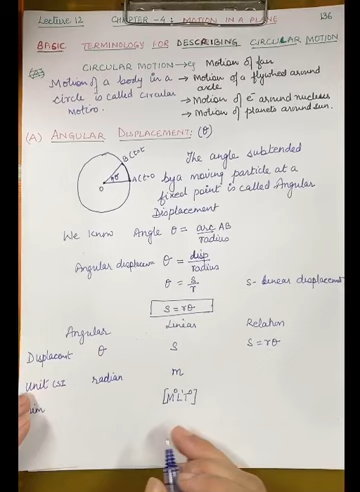 Lecture 12 CHAPTER-4: MOTION IN A PLANE 136
BASIC TERMINOLOGY FOR DESCRIBING CIRCULAR MOTION
CIRCULAR MOTION → eg Motion of fan
Motion of a body in a → Motion of a flywheel around axle
circle is called circular → Motion of e⁻ around nucleus
motion. → Motion of planets around sun.
(A) ANGULAR DISPLACEMENT: (θ)
B(t=t
θ
O A(t=0
The angle subtended
by a moving particle at a
fixed point is called Angular
Displacement
We Know Angle θ = arc AB / radius
Angular displacement θ = disp / radius
θ = s/r s- linear displacement
S = rθ
Angular Linear Relation
Displacement θ S S = rθ
Unit (SI radian m
[M⁰L¹T⁰]